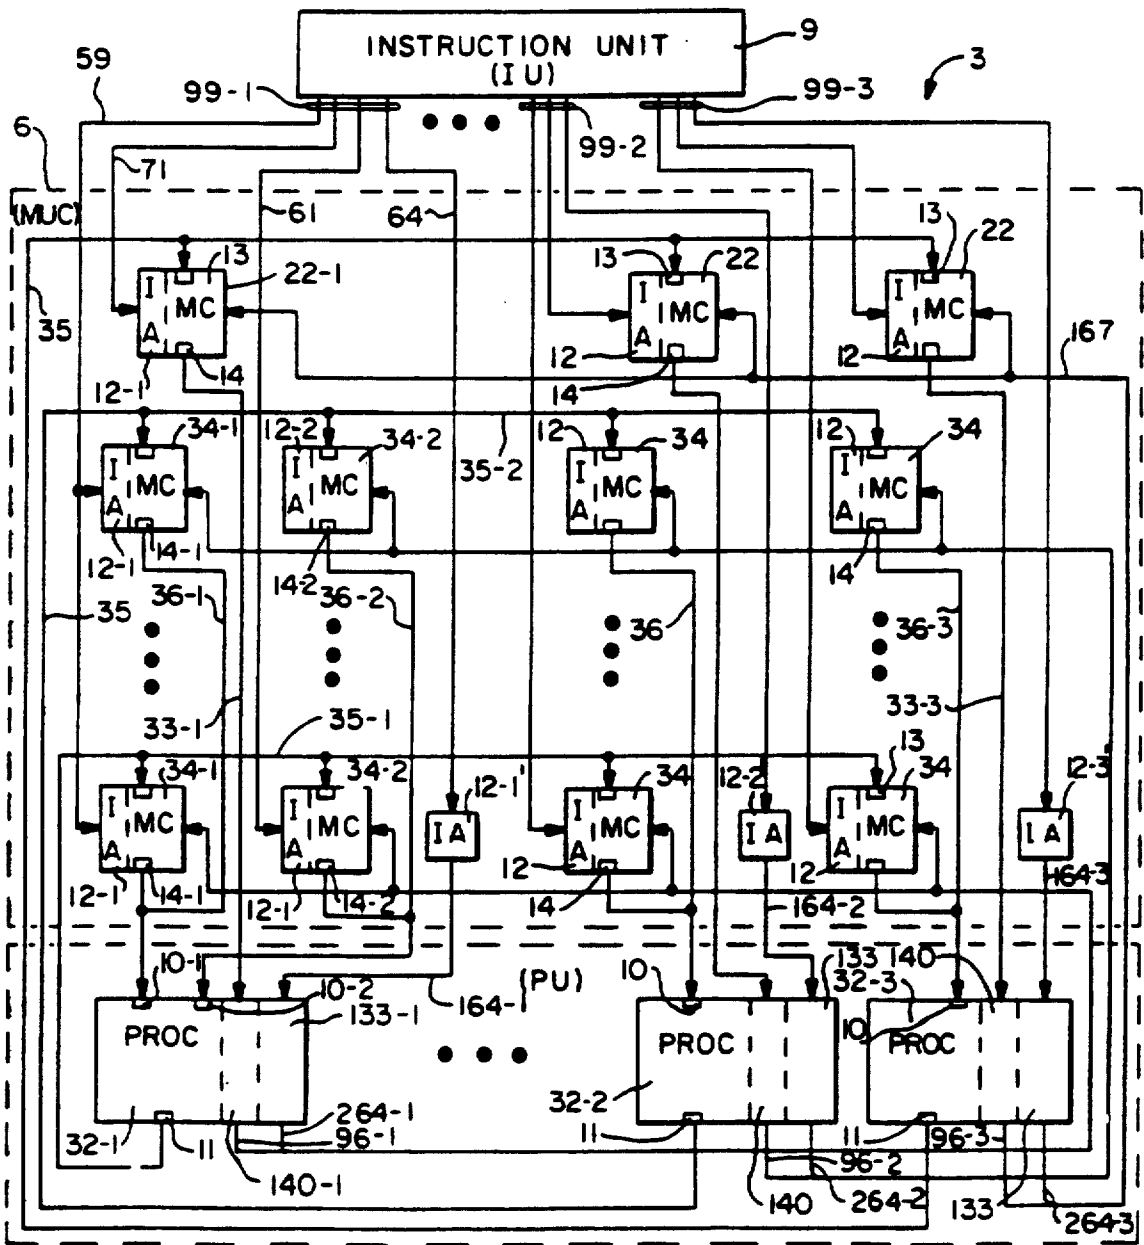 INSTRUCTION UNIT
(IU)
9
3
59
99-1
99-2
99-3
6
(MUC)
71
61
64
13
22-1
13
22
13
22
I
A
MC
I
A
MC
I
A
MC
35
12-1
14
12
14
12
167
34-1
12-2
34-2
35-2
12
34
12
34
I
A
MC
I
A
MC
I
A
MC
I
A
MC
12-1
14-1
14-2
14
36-1
35
36-2
36
36-3
33-1
35-1
33-3
34-1
34-2
34
13
34
12-1'
12-2'
12-3'
I
A
MC
I
A
MC
IA
I
A
MC
IA
I
A
MC
IA
12-1
14-1
12-1
14-2
12
14
12
164-2
164-3
10-1
10-2
133-1
164-1
(PU)
10
133
32-3
140
10
PROC
PROC
PROC
32-1
11
140-1
264-1
96-1
32-2
11
140
96-2
264-2
11
96-3
133
264-3